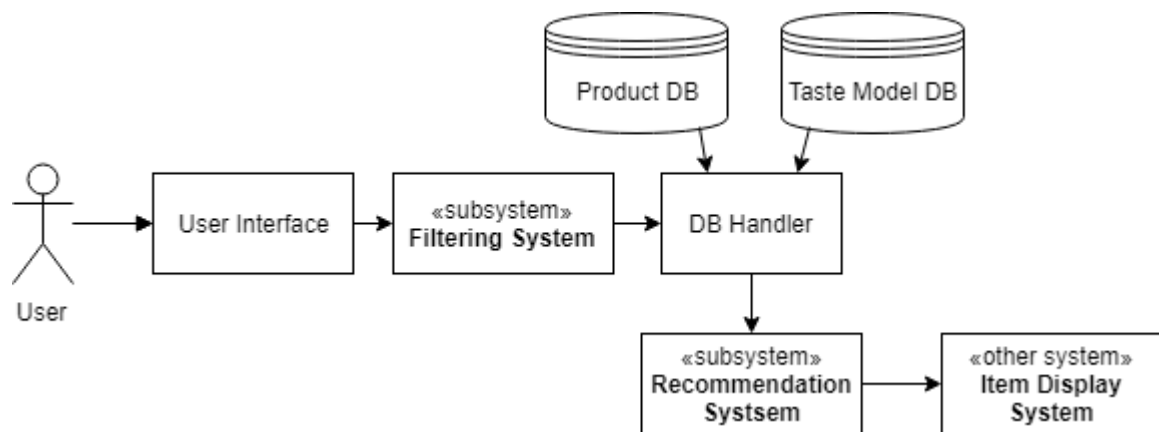 Product DB
Taste Model DB
User
User Interface
«subsystem»
Filtering System
DB Handler
«subsystem»
Recommendation
Systsem
«other system»
Item Display
System